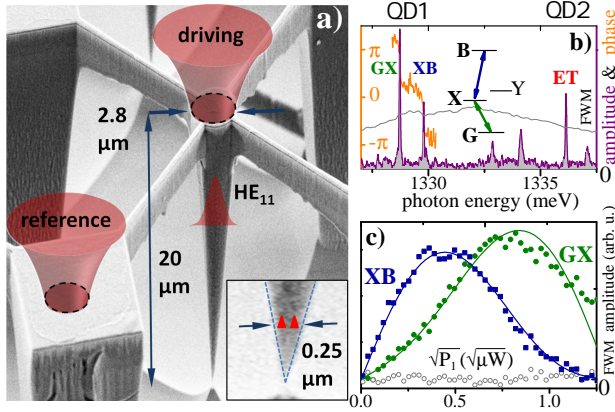 a)
driving
2.8
μm
HE11
reference
20
μm
0.25
μm
QD1
QD2
b)
π
0
-π
GX
XB
B
X
Y
G
ET
FWM
amplitude & phase
0
1330
1335
photon energy (meV)
c)
XB
GX
√P1 (√μW)
0
FWM amplitude (arb. u.)
0.0
0.5
1.0